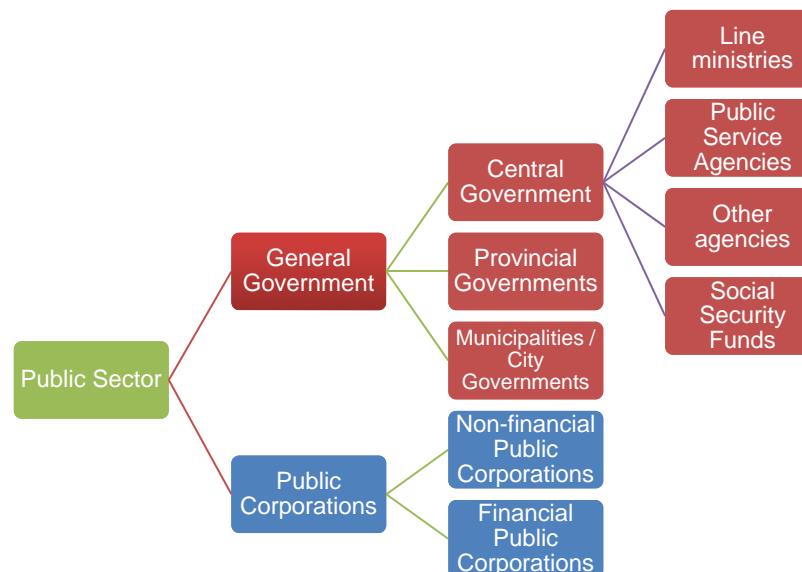 Line
ministries
Public
Service
Agencies
Central
Government
Other
agencies
General
Government
Provincial
Governments
Social
Security
Funds
Municipalities /
City
Governments
Public Sector
Non-financial
Public
Corporations
Public
Corporations
Financial
Public
Corporations